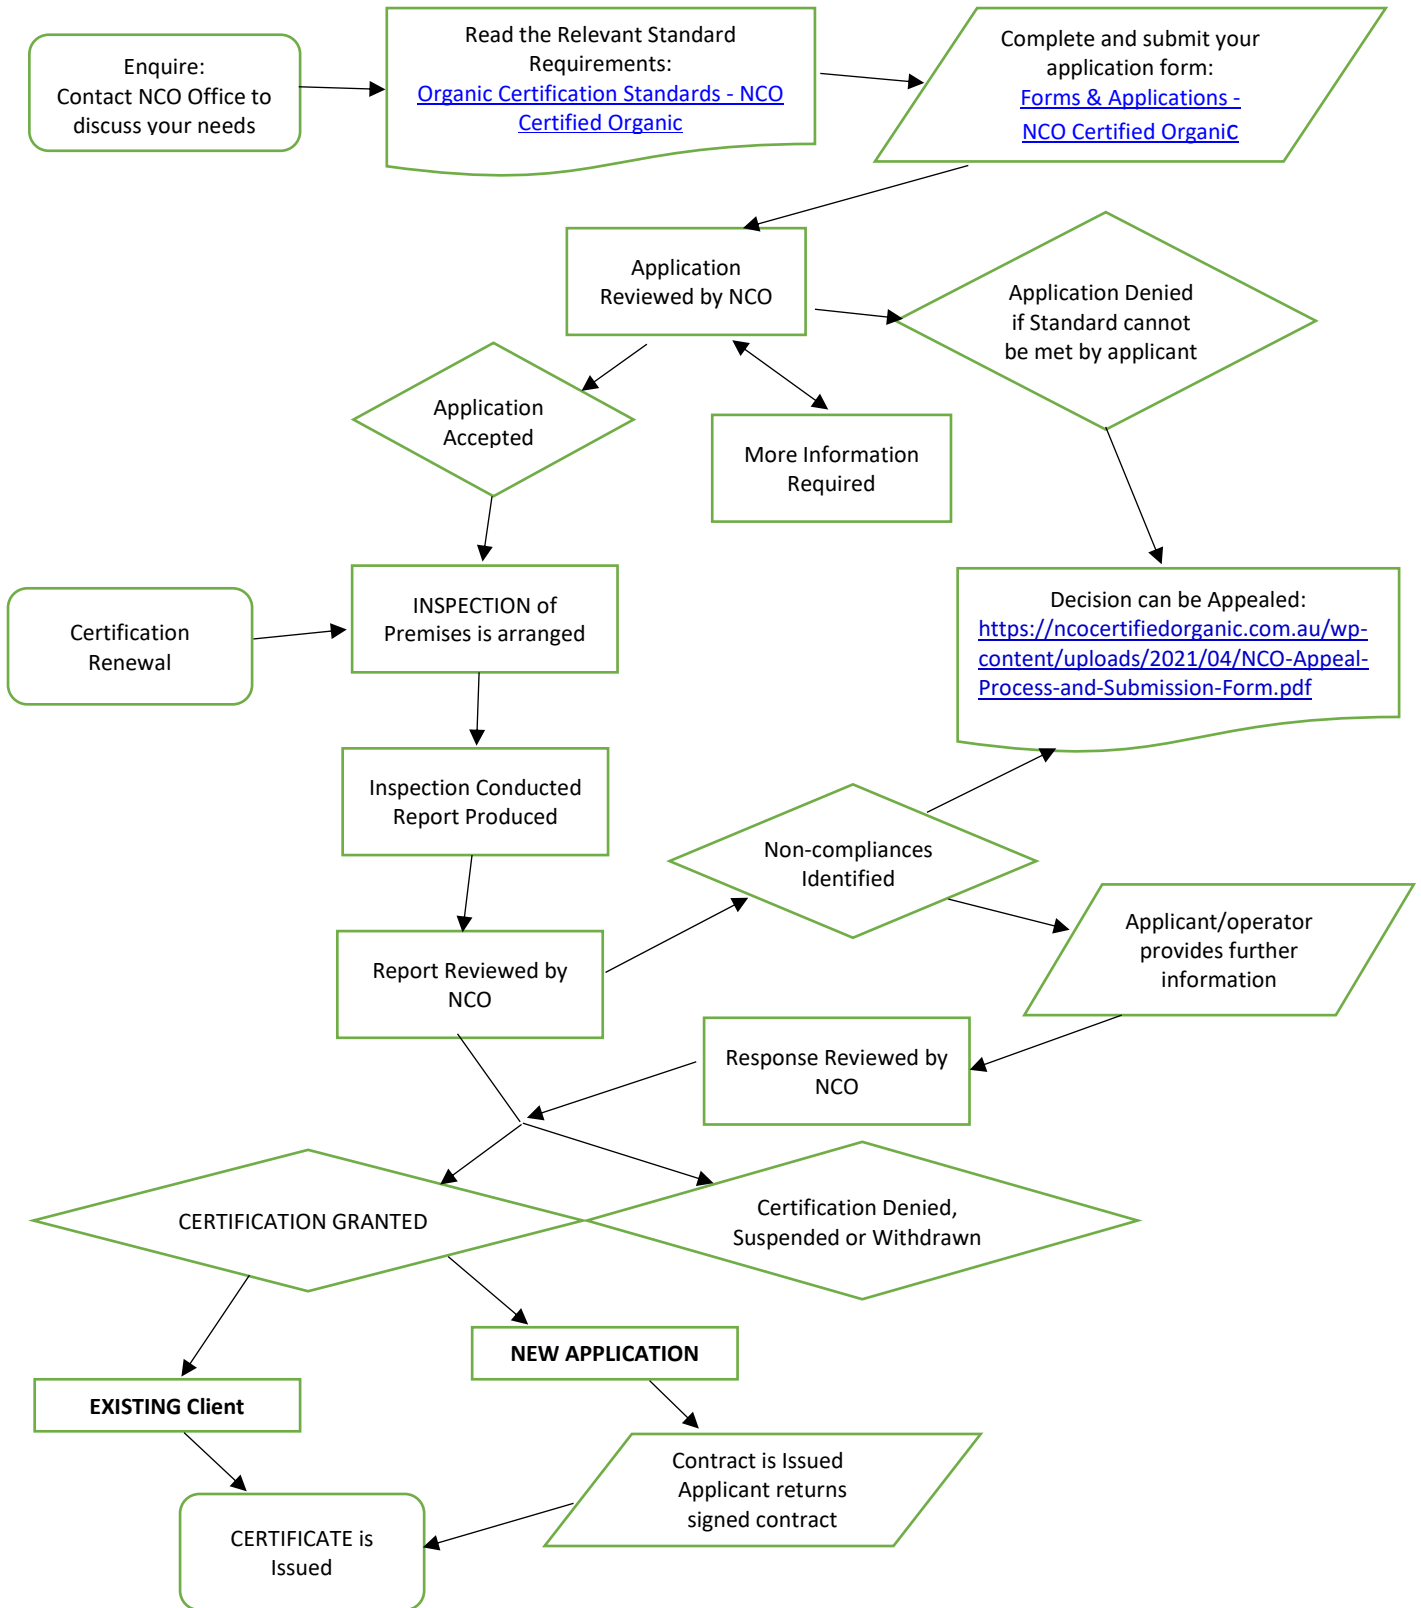 Enquire:
Contact NCO Office to
discuss your needs
Read the Relevant Standard
Requirements:
Organic Certification Standards - NCO
Certified Organic
Complete and submit your
application form:
Forms & Applications -
NCO Certified Organic
Application
Reviewed by NCO
Application Denied
if Standard cannot
be met by applicant
Application
Accepted
More Information
Required
Certification
Renewal
INSPECTION of
Premises is arranged
Decision can be Appealed:
https://ncocertifiedorganic.com.au/wp-
content/uploads/2021/04/NCO-Appeal-
Process-and-Submission-Form.pdf
Inspection Conducted
Report Produced
Non-compliances
Identified
Applicant/operator
provides further
information
Report Reviewed by
NCO
Response Reviewed by
NCO
CERTIFICATION GRANTED
Certification Denied,
Suspended or Withdrawn
NEW APPLICATION
EXISTING Client
Contract is Issued
Applicant returns
signed contract
CERTIFICATE is
Issued